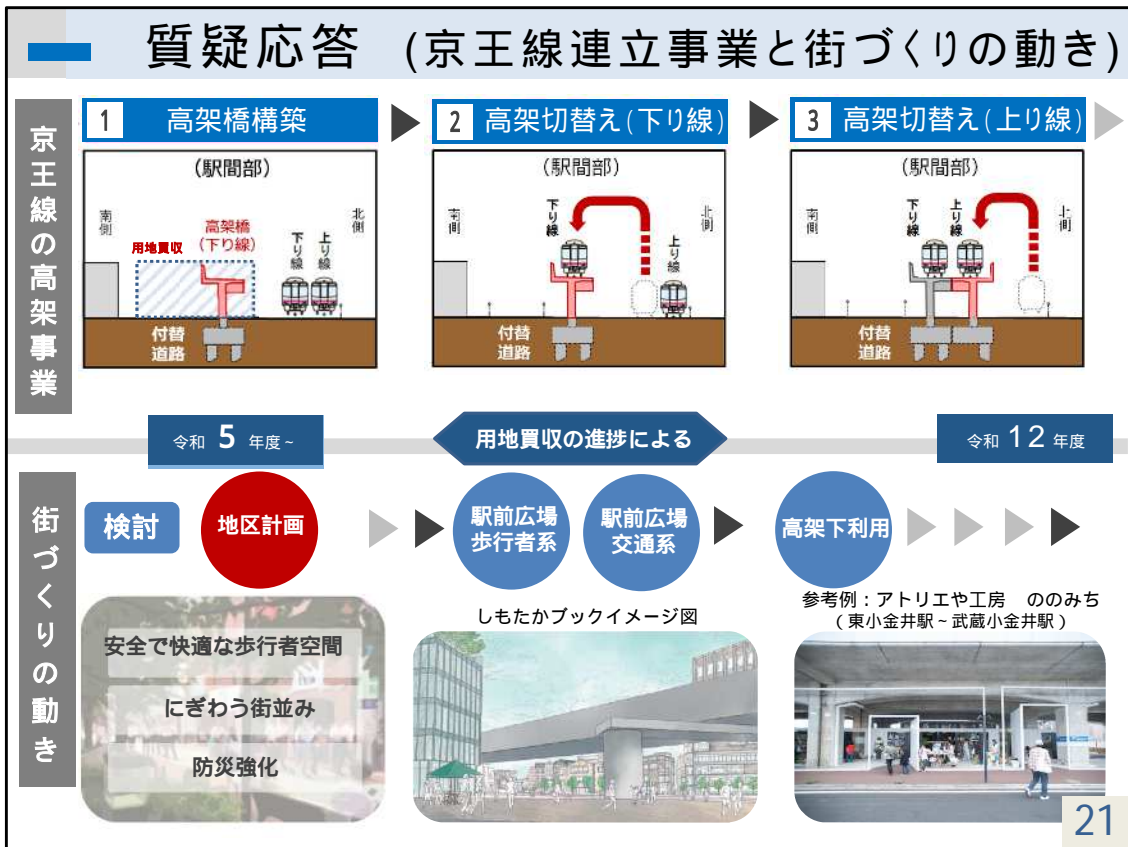 質疑応答 (京王線連立事業と街づくりの動き)
京王線の高架事業
1 高架橋構築
(駅間部)
南側
北側
用地買収
高架橋
(下り線)
下り線
上り線
付替
道路
2 高架切替え(下り線)
(駅間部)
南側
北側
下り線
上り線
付替
道路
3 高架切替え(上り線)
(駅間部)
南側
北側
下り線
上り線
付替
道路
令和 5 年度~
用地買収の進捗による
令和 12 年度
街づくりの動き
検討
地区計画
駅前広場
歩行者系
駅前広場
交通系
高架下利用
安全で快適な歩行者空間
にぎわう街並み
防災強化
しもたかブックイメージ図
参考例:アトリエや工房 ののみち
(東小金井駅~武蔵小金井駅)
21